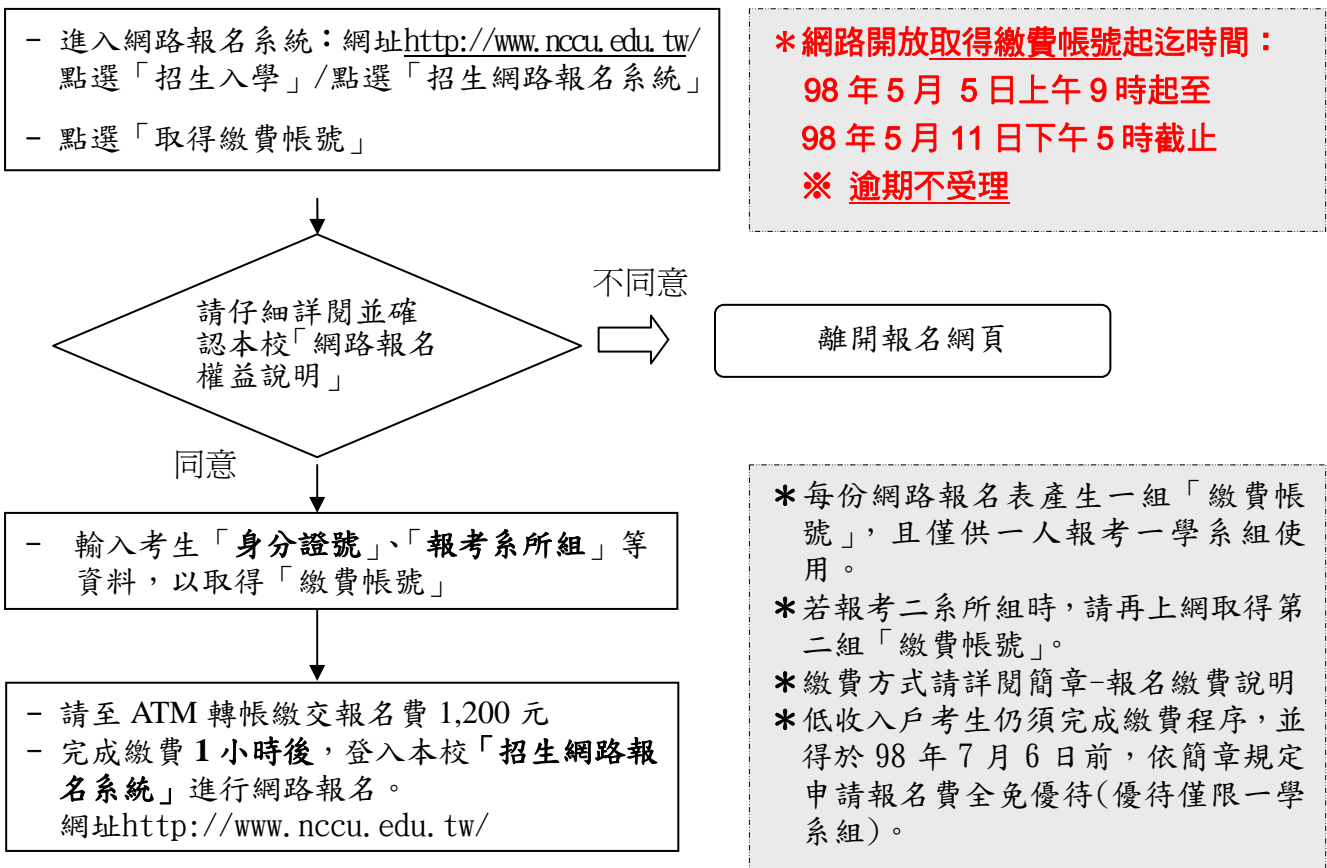 - 進入網路報名系統：網址http://www.nccu.edu.tw/
點選「招生入學」/點選「招生網路報名系統」
- 點選「取得繳費帳號」
＊網路開放取得繳費帳號起迄時間：
98 年 5 月 5 日上午 9 時起至
98 年 5 月 11 日下午 5 時截止
※ 逾期不受理
請仔細詳閱並確
認本校「網路報名
權益說明」
不同意
離開報名網頁
同意
- 輸入考生「身分證號」、「報考系所組」等
資料，以取得「繳費帳號」
- 請至 ATM 轉帳繳交報名費 1,200 元
- 完成繳費 1 小時後，登入本校「招生網路報
名系統」進行網路報名。
網址http://www.nccu.edu.tw/
＊每份網路報名表產生一組「繳費帳
號」，且僅供一人報考一學系組使
用。
＊若報考二系所組時，請再上網取得第
二組「繳費帳號」。
＊繳費方式請詳閱簡章-報名繳費說明
＊低收入戶考生仍須完成繳費程序，並
得於 98 年 7 月 6 日前，依簡章規定
申請報名費全免優待(優待僅限一學
系組)。